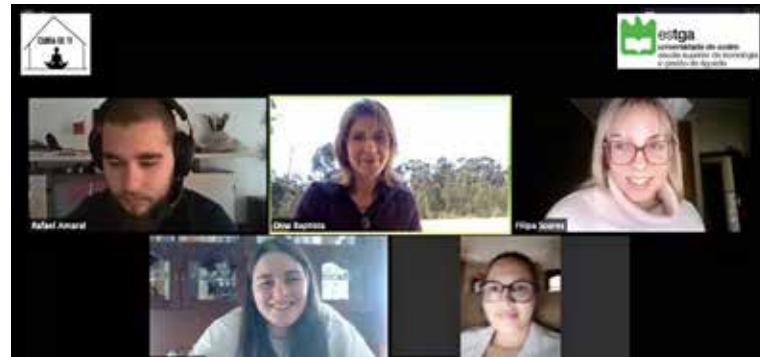 CUIDA DE TI
estga
universidade de aveiro
escola superior de tecnologia
e gestão de águeda
Rafael Amaral
Dina Baptista
Filipa Soares